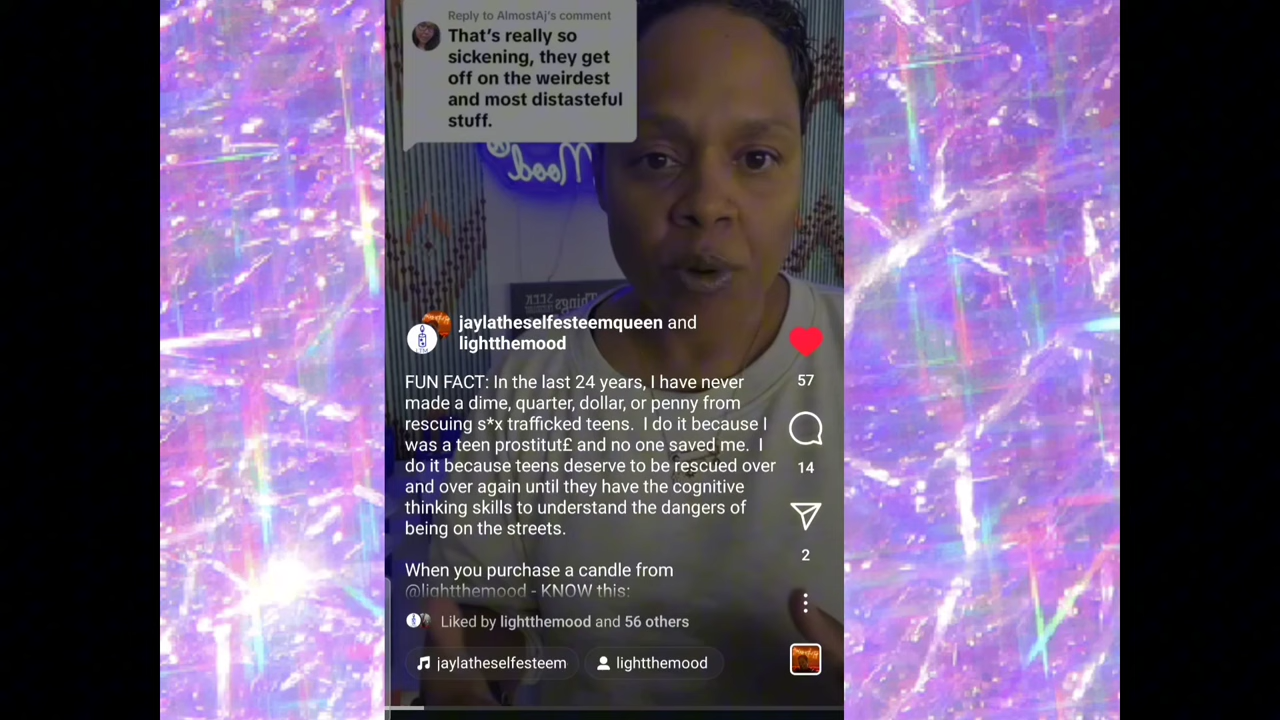 Reply to AlmostAj's comment
That's really so
sickening, they get
off on the weirdest
and most distasteful
stuff.
Mood
Things
SEEK
jaylatheselfesteemqueen and
lightthemood
FUN FACT: In the last 24 years, I have never
made a dime, quarter, dollar, or penny from
rescuing s*x trafficked teens.  I do it because I
was a teen prostitut£ and no one saved me.  I
do it because teens deserve to be rescued over
and over again until they have the cognitive
thinking skills to understand the dangers of
being on the streets.
When you purchase a candle from
@lightthemood - KNOW this:
Liked by lightthemood and 56 others
jaylatheselfesteem
lightthemood
57
14
2